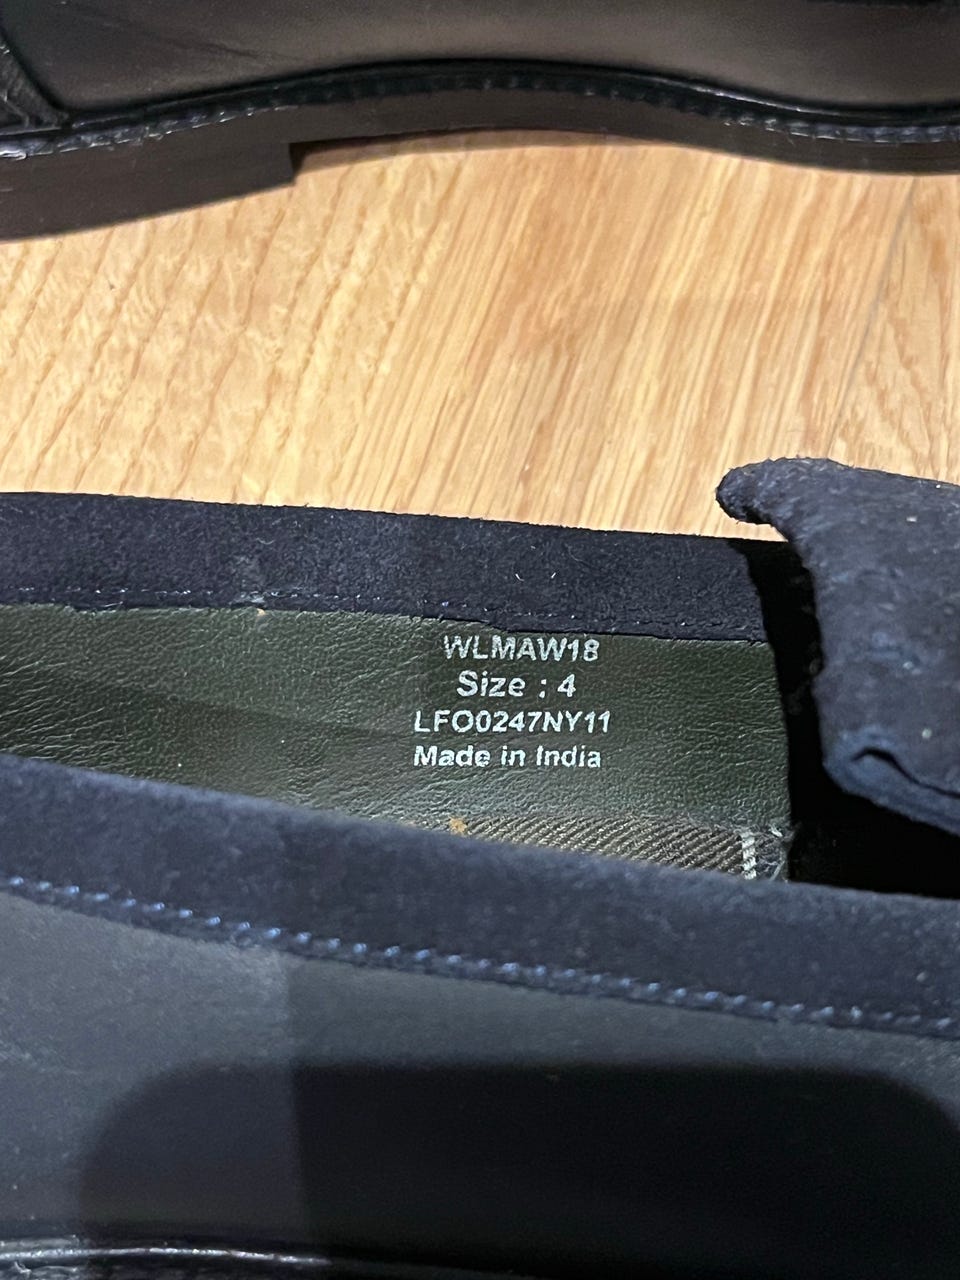 WLMAW18
Size : 4
LFO0247NY11
Made in India